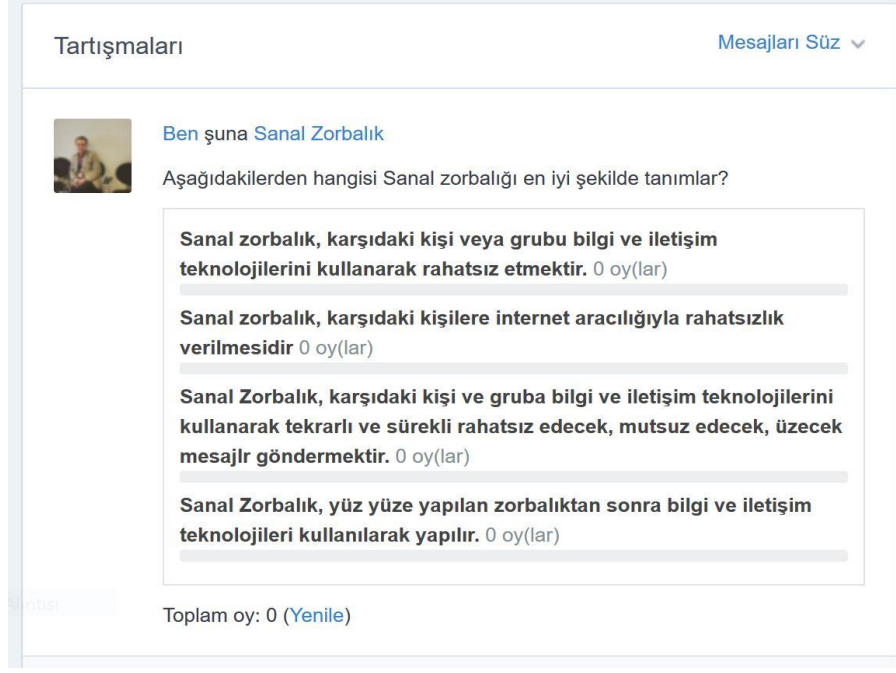 Tartışmaları
Mesajları Süz
Ben şuna Sanal Zorbalık
Aşağıdakilerden hangisi Sanal zorbalığı en iyi şekilde tanımlar?
Sanal zorbalık, karşıdaki kişi veya grubu bilgi ve iletişim
teknolojilerini kullanarak rahatsız etmektir. 0 oy(lar)
Sanal zorbalık, karşıdaki kişilere internet aracılığıyla rahatsızlık
verilmesidir 0 oy(lar)
Sanal Zorbalık, karşıdaki kişi ve gruba bilgi ve iletişim teknolojilerini
kullanarak tekrarlı ve sürekli rahatsız edecek, mutsuz edecek, üzecek
mesajlr göndermektir. 0 oy(lar)
Sanal Zorbalık, yüz yüze yapılan zorbalıktan sonra bilgi ve iletişim
teknolojileri kullanılarak yapılır. 0 oy(lar)
Toplam oy: 0 (Yenile)